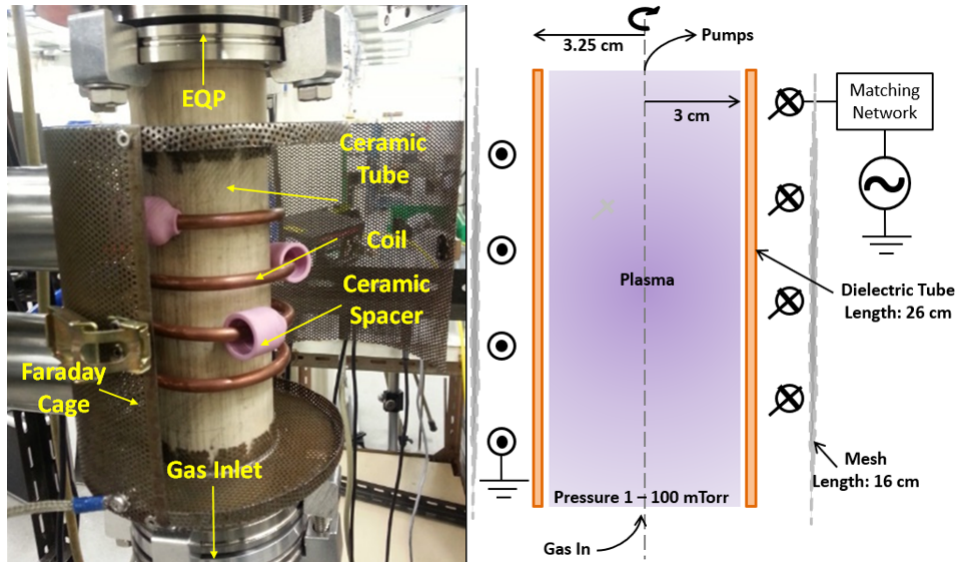 EQP
Ceramic
Tube
Coil
Ceramic
Spacer
Faraday
Cage
Gas Inlet
3.25 cm
Pumps
3 cm
Matching
Network
Plasma
Dielectric Tube
Length: 26 cm
Mesh
Length: 16 cm
Pressure 1 – 100 mTorr
Gas In